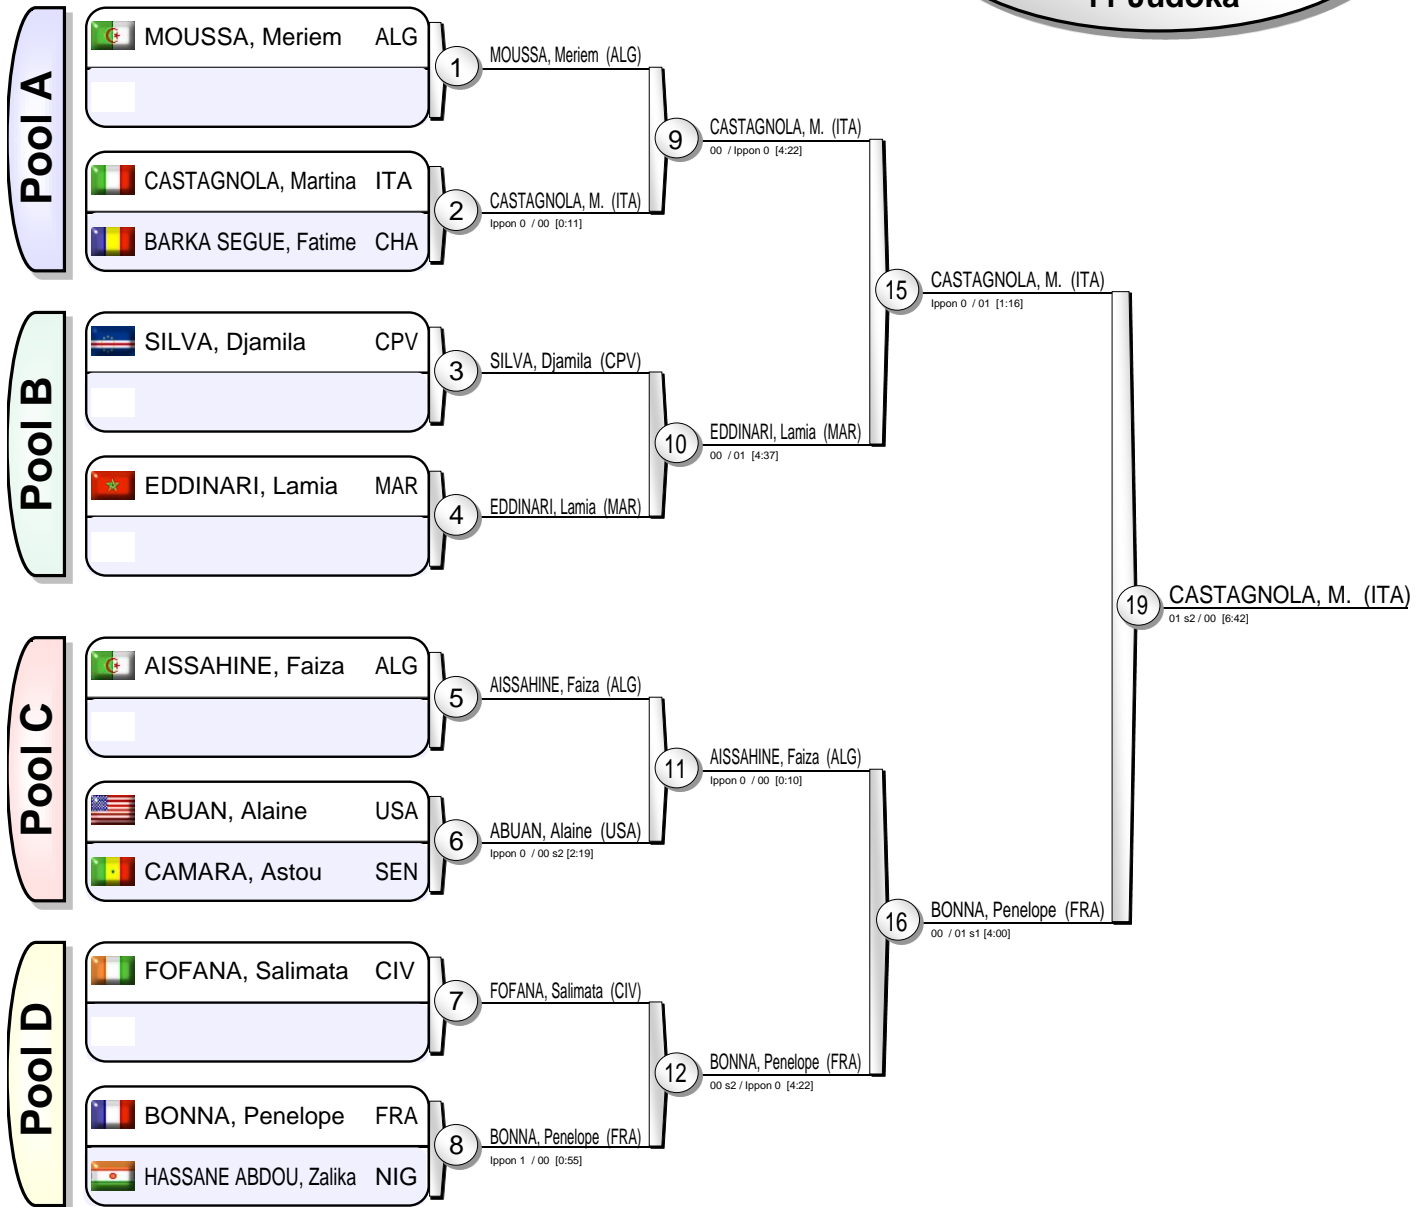 11 Judoka
Pool A
MOUSSA, Meriem ALG
1
MOUSSA, Meriem (ALG)
CASTAGNOLA, Martina ITA
BARKA SEGUE, Fatime CHA
2
CASTAGNOLA, M. (ITA)
Ippon 0 / 00 [0:11]
9
CASTAGNOLA, M. (ITA)
00 / Ippon 0 [4:22]
Pool B
SILVA, Djamila CPV
3
SILVA, Djamila (CPV)
EDDINARI, Lamia MAR
4
EDDINARI, Lamia (MAR)
10
EDDINARI, Lamia (MAR)
00 / 01 [4:37]
15
CASTAGNOLA, M. (ITA)
Ippon 0 / 01 [1:16]
Pool C
AISSAHINE, Faiza ALG
5
AISSAHINE, Faiza (ALG)
ABUAN, Alaine USA
CAMARA, Astou SEN
6
ABUAN, Alaine (USA)
Ippon 0 / 00 s2 [2:19]
11
AISSAHINE, Faiza (ALG)
Ippon 0 / 00 [0:10]
Pool D
FOFANA, Salimata CIV
7
FOFANA, Salimata (CIV)
BONNA, Penelope FRA
HASSANE ABDOU, Zalika NIG
8
BONNA, Penelope (FRA)
Ippon 1 / 00 [0:55]
12
BONNA, Penelope (FRA)
00 s2 / Ippon 0 [4:22]
16
BONNA, Penelope (FRA)
00 / 01 s1 [4:00]
19
CASTAGNOLA, M. (ITA)
01 s2 / 00 [6:42]